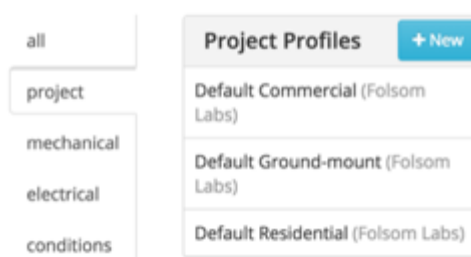 all
project
mechanical
electrical
conditions
Project Profiles
+ New
Default Commercial (Folsom
Labs)
Default Ground-mount (Folsom
Labs)
Default Residential (Folsom Labs)